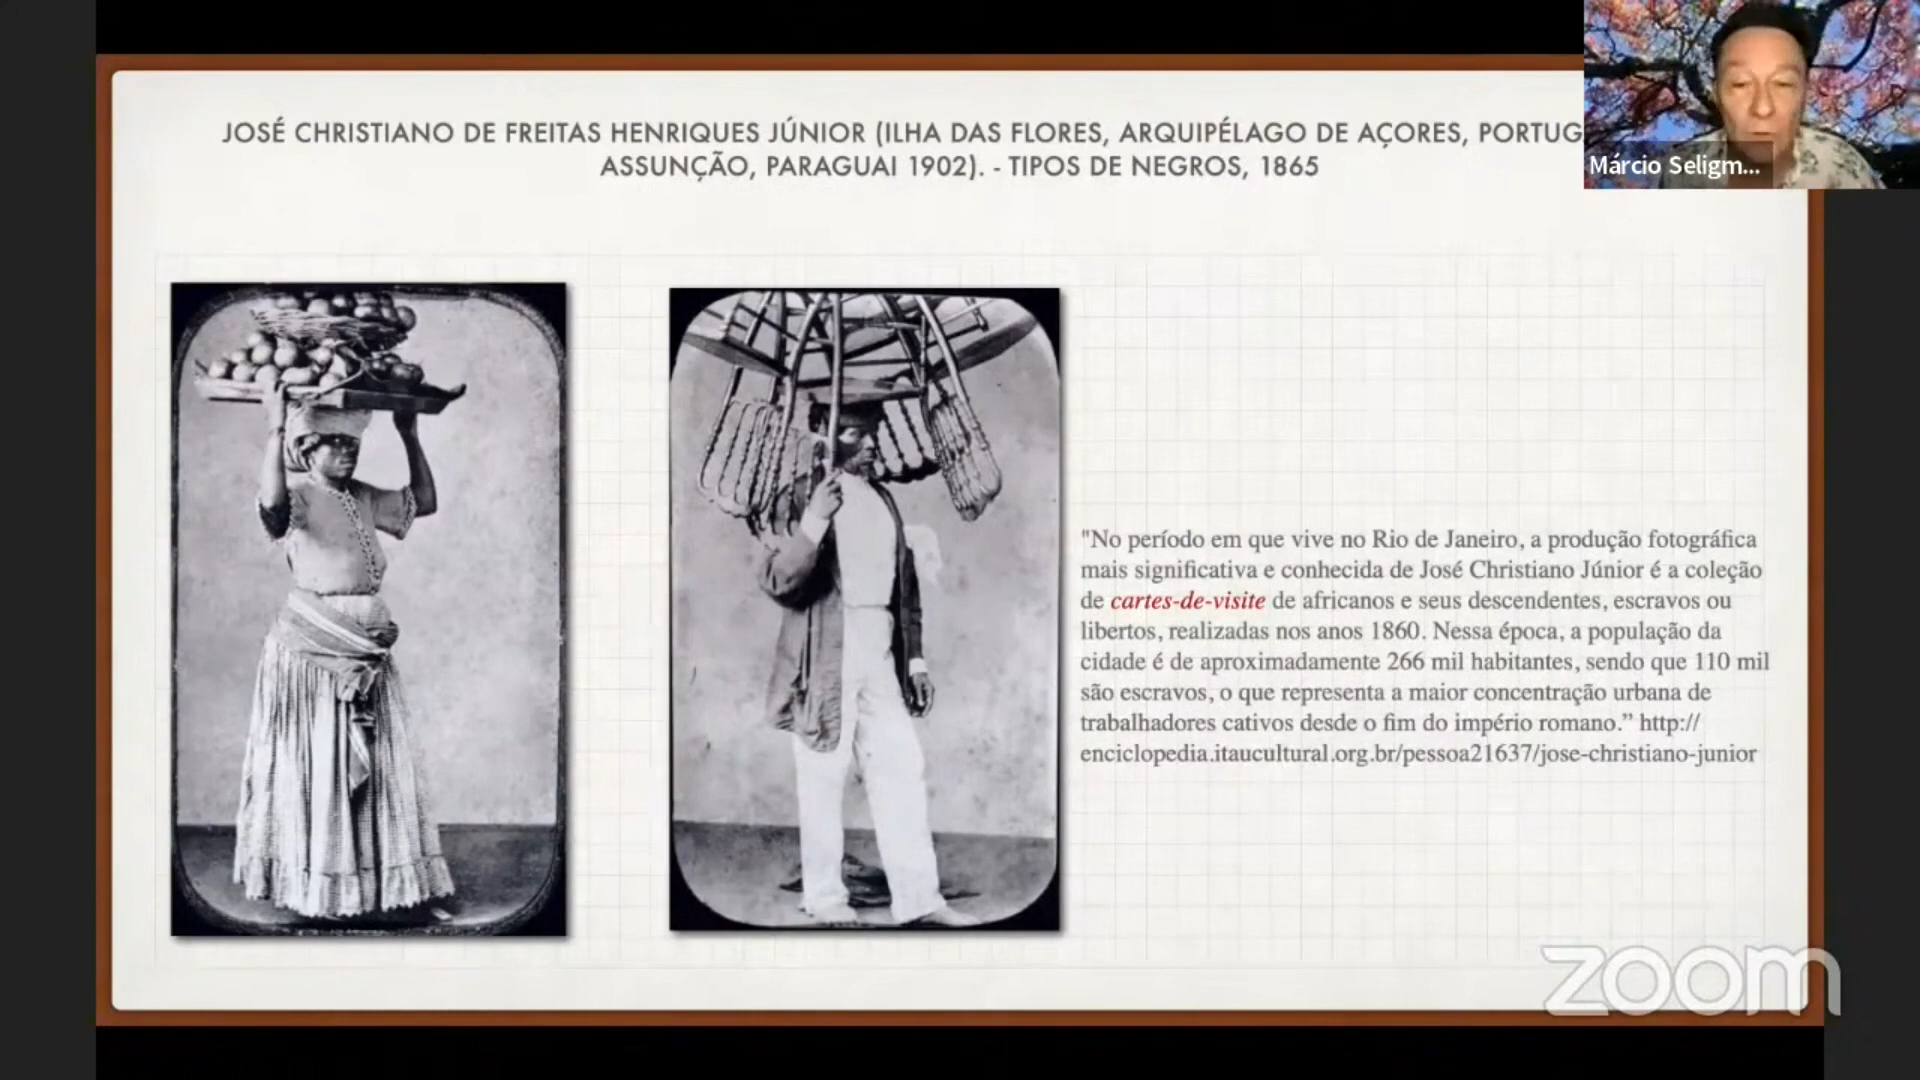 JOSÉ CHRISTIANO DE FREITAS HENRIQUES JÚNIOR (ILHA DAS FLORES, ARQUIPÉLAGO DE AÇORES,
ASSUNÇÃO, PARAGUAI 1902). - TIPOS DE NEGROS, 1865
Márcio Seligm...
"No período em que vive no Rio de Janeiro, a produção fotográfica
mais significativa e conhecida de José Christiano Júnior é a coleção
de cartes-de-visite de africanos e seus descendentes, escravos ou
libertos, realizadas nos anos 1860. Nessa época, a população da
cidade é de aproximadamente 266 mil habitantes, sendo que 110 mil
são escravos, o que representa a maior concentração urbana de
trabalhadores cativos desde o fim do império romano.” http://
enciclopedia.itaucultural.org.br/pessoa21637/jose-christiano-junior
zoom